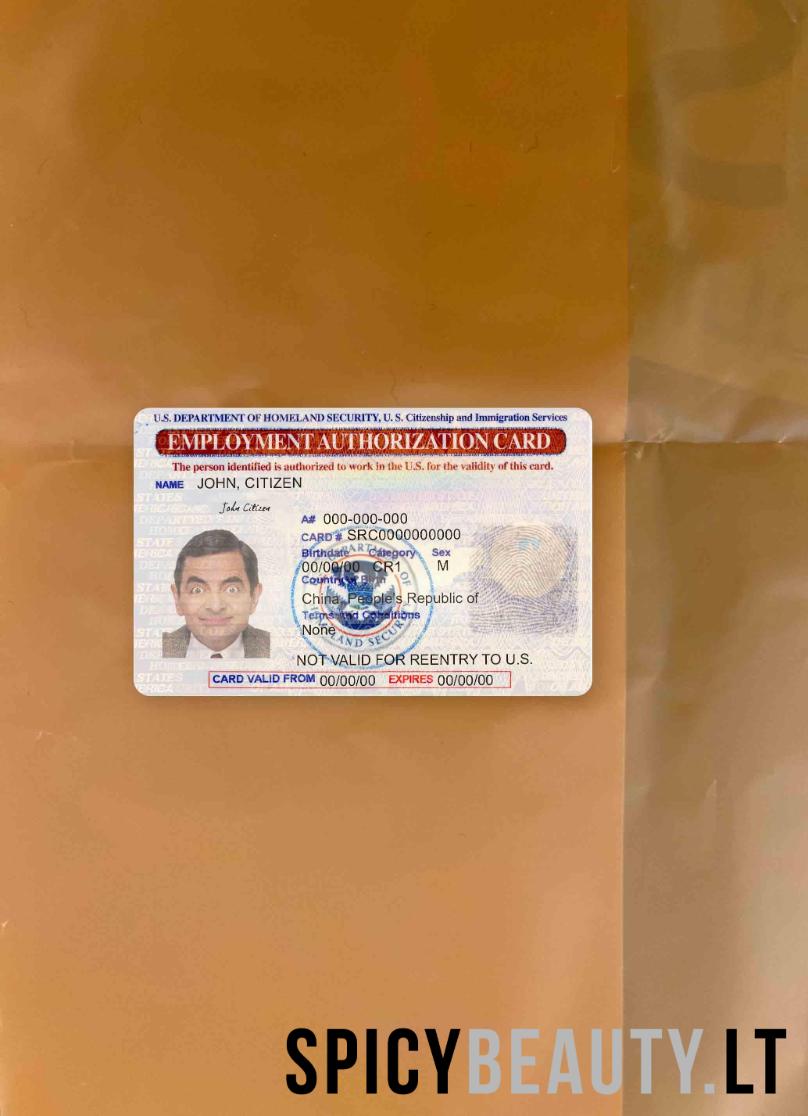 U.S. DEPARTMENT OF HOMELAND SECURITY, U. S. Citizenship and Immigration Services
EMPLOYMENT AUTHORIZATION CARD
The person identified is authorized to work in the U.S. for the validity of this card.
NAME JOHN, CITIZEN
John Citizen
A# 000-000-000
CARD # SRC0000000000
Birthdate Category Sex
00/00/00 CR1 M
Country of Birth
China, People's Republic of
Terms and Conditions
None
NOT VALID FOR REENTRY TO U.S.
CARD VALID FROM 00/00/00 EXPIRES 00/00/00
SPICYBEAUTY.LT